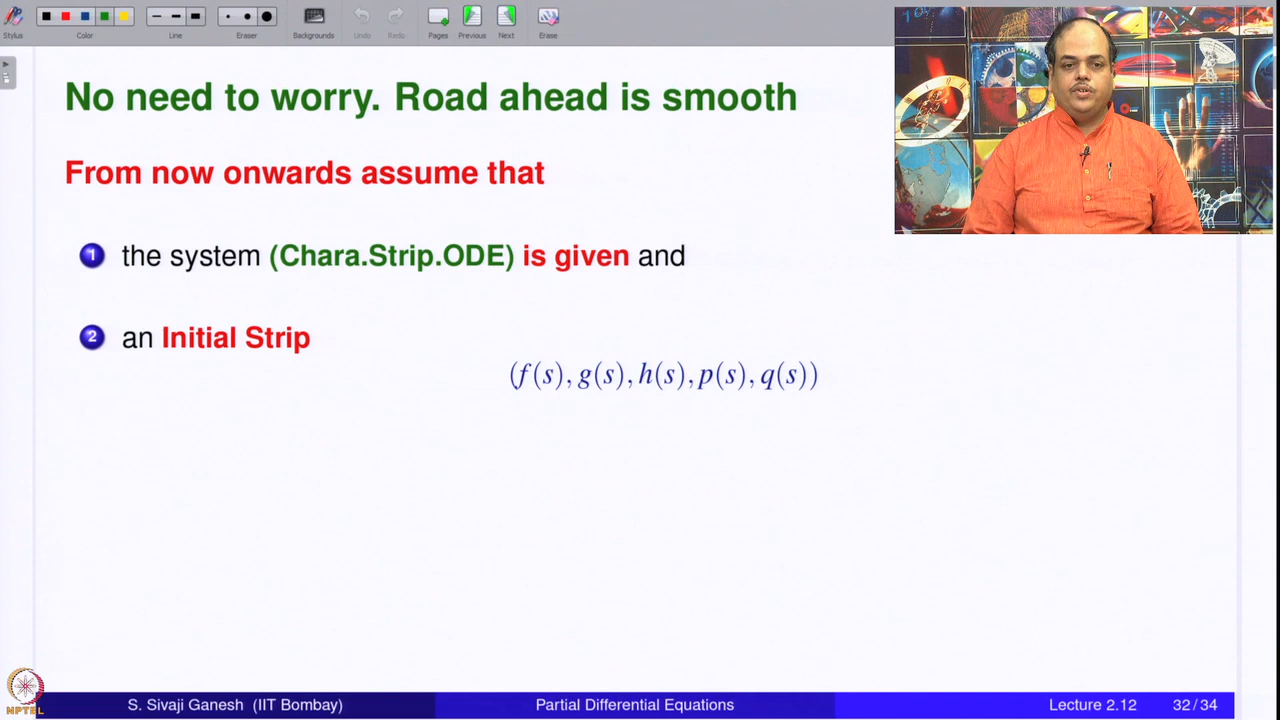 Stylus
Color
Line
Eraser
Backgrounds
Undo
Redo
Pages
Previous
Next
Erase
No need to worry. Road ahead is smooth
From now onwards assume that
1 the system (Chara.Strip.ODE) is given and
2 an Initial Strip
(f(s), g(s), h(s), p(s), q(s))
NPTEL
S. Sivaji Ganesh (IIT Bombay)
Partial Differential Equations
Lecture 2.12
32/34